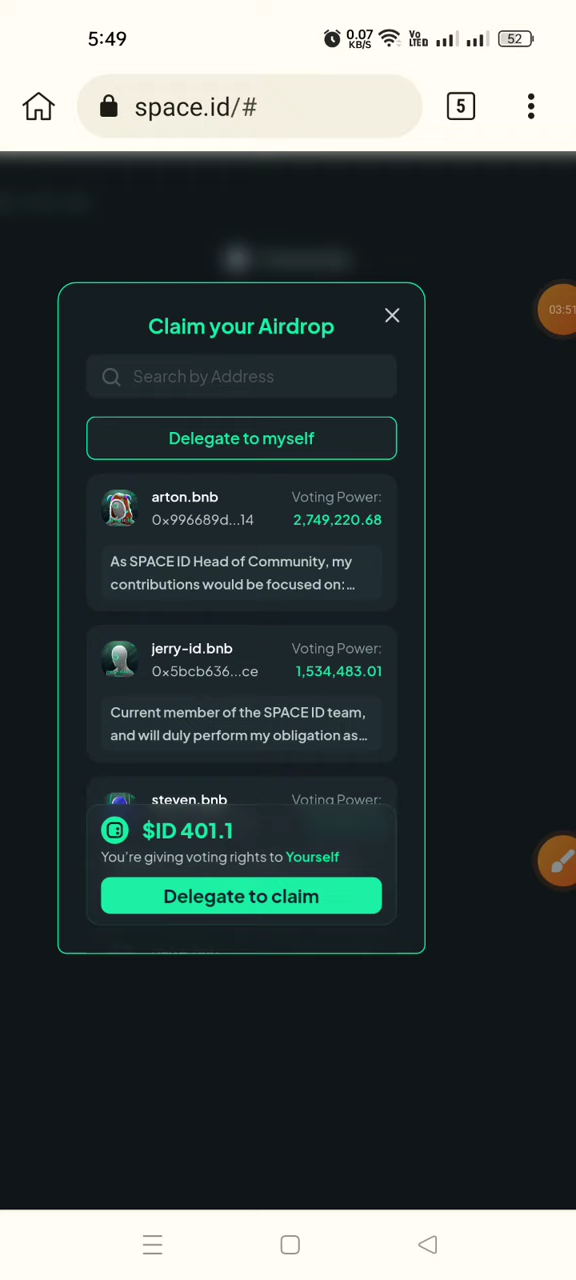 5:49
0.07 KB/S
Vo LTE
52
space.id/#
5
Claim your Airdrop
Search by Address
Delegate to myself
arton.bnb
Voting Power:
0x996689d...14
2,749,220.68
As SPACE ID Head of Community, my
contributions would be focused on:...
jerry-id.bnb
Voting Power:
0x5bcb636...ce
1,534,483.01
Current member of the SPACE ID team,
and will duly perform my obligation as...
steven.bnb
Voting Power:
$ID 401.1
You're giving voting rights to Yourself
Delegate to claim
03:51